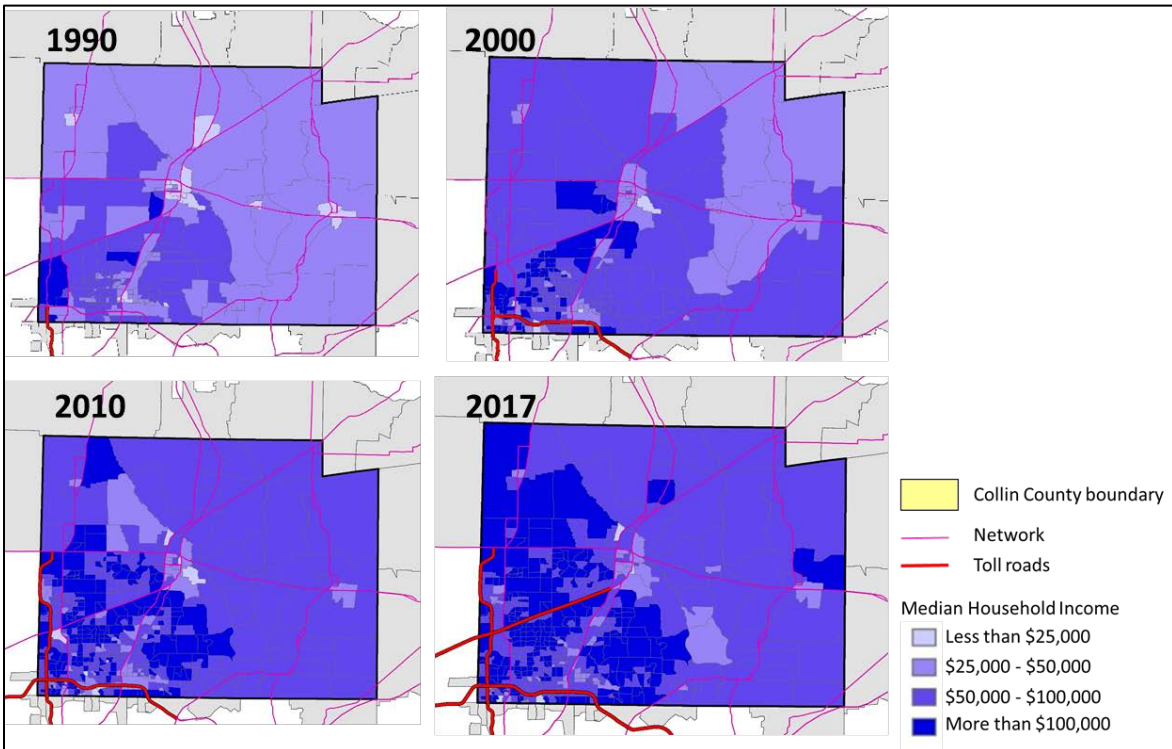 1990
2000
2010
2017
Collin County boundary
Network
Toll roads
Median Household Income
Less than $25,000
$25,000 - $50,000
$50,000 - $100,000
More than $100,000